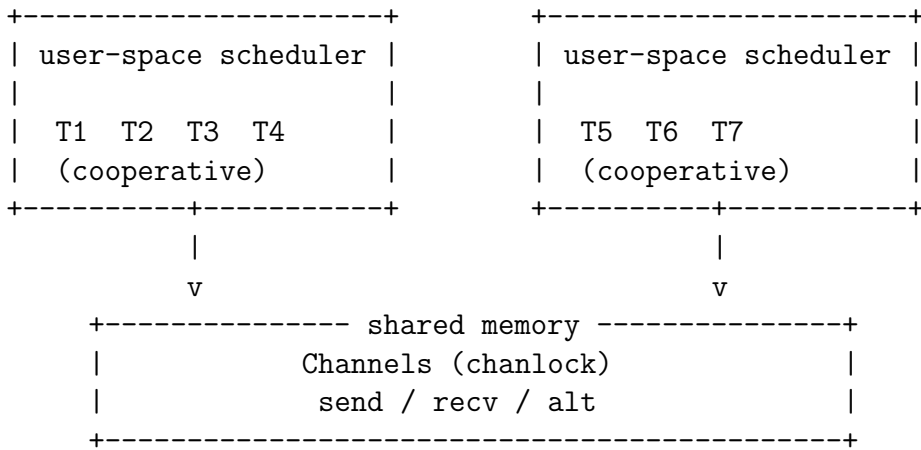 +----------------------+ +----------------------+
| user-space scheduler | | user-space scheduler |
| | | |
| T1 T2 T3 T4 | | T5 T6 T7 |
| (cooperative) | | (cooperative) |
+----------+-----------+ +----------+-----------+
| |
v v
+--------------- shared memory ---------------+
| Channels (chanlock) |
| send / recv / alt |
+---------------------------------------------+